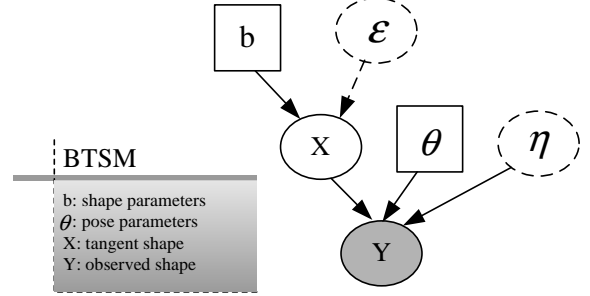 b
ε
X
θ
η
Y
BTSM
b: shape parameters
θ: pose parameters
X: tangent shape
Y: observed shape